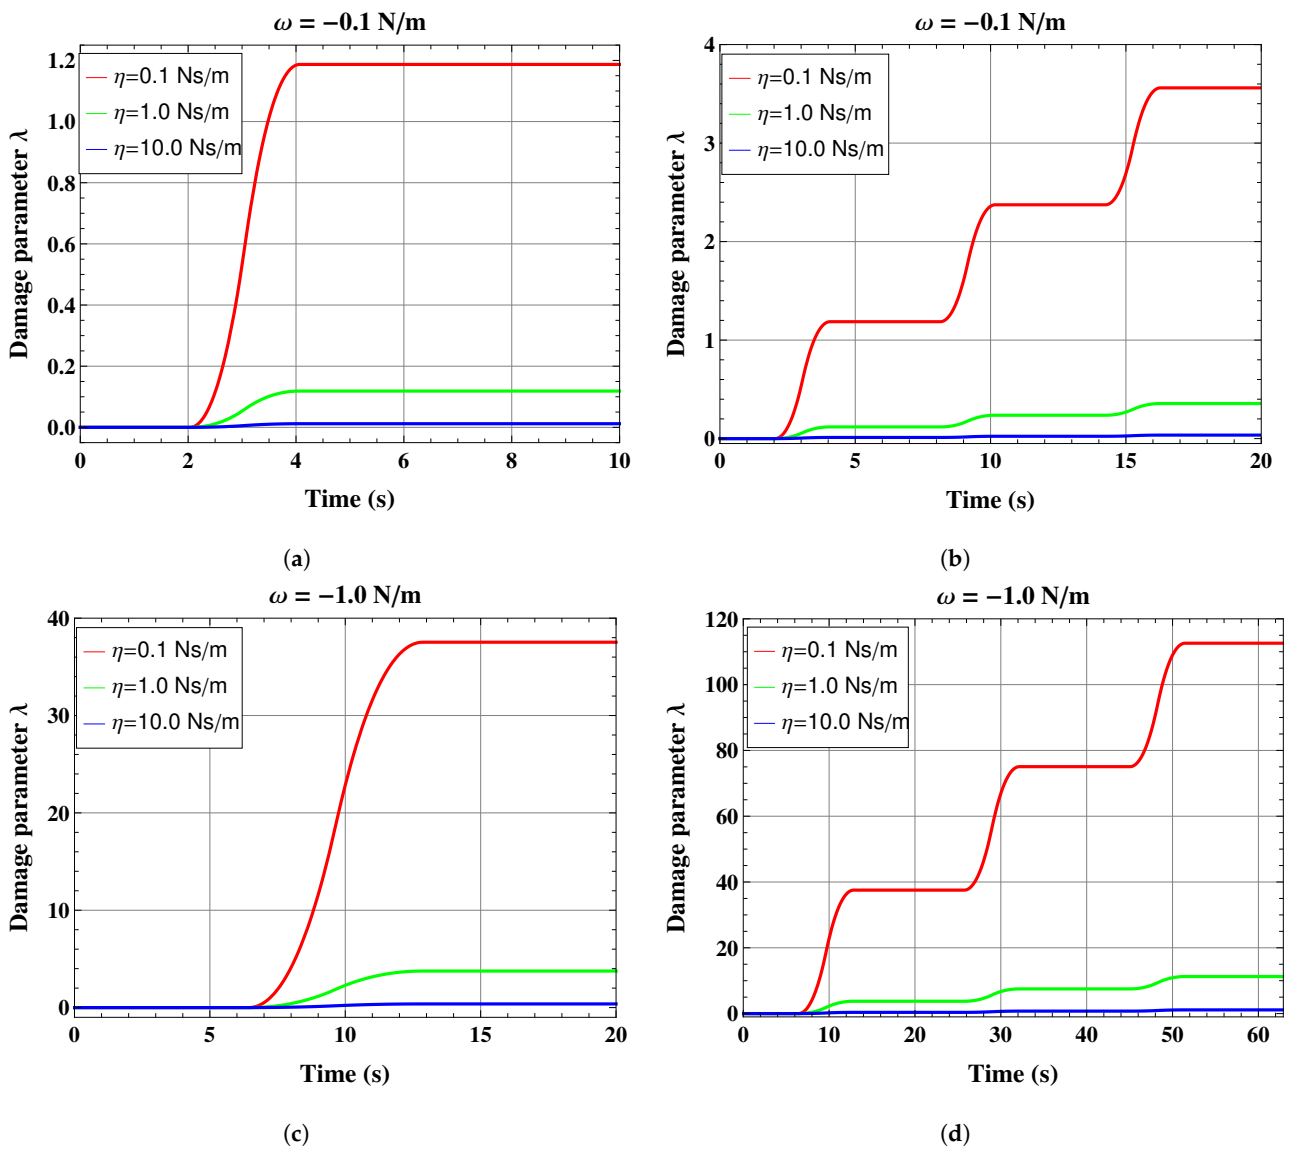 ω = −0.1 N/m
Damage parameter λ
1.2
1.0
0.8
0.6
0.4
0.2
0.0
η=0.1 Ns/m
η=1.0 Ns/m
η=10.0 Ns/m
0 2 4 6 8 10
Time (s)
(a)
ω = −0.1 N/m
Damage parameter λ
4
3
2
1
0
η=0.1 Ns/m
η=1.0 Ns/m
η=10.0 Ns/m
0 5 10 15 20
Time (s)
(b)
ω = −1.0 N/m
Damage parameter λ
40
30
20
10
0
η=0.1 Ns/m
η=1.0 Ns/m
η=10.0 Ns/m
0 5 10 15 20
Time (s)
(c)
ω = −1.0 N/m
Damage parameter λ
120
100
80
60
40
20
0
η=0.1 Ns/m
η=1.0 Ns/m
η=10.0 Ns/m
0 10 20 30 40 50 60
Time (s)
(d)